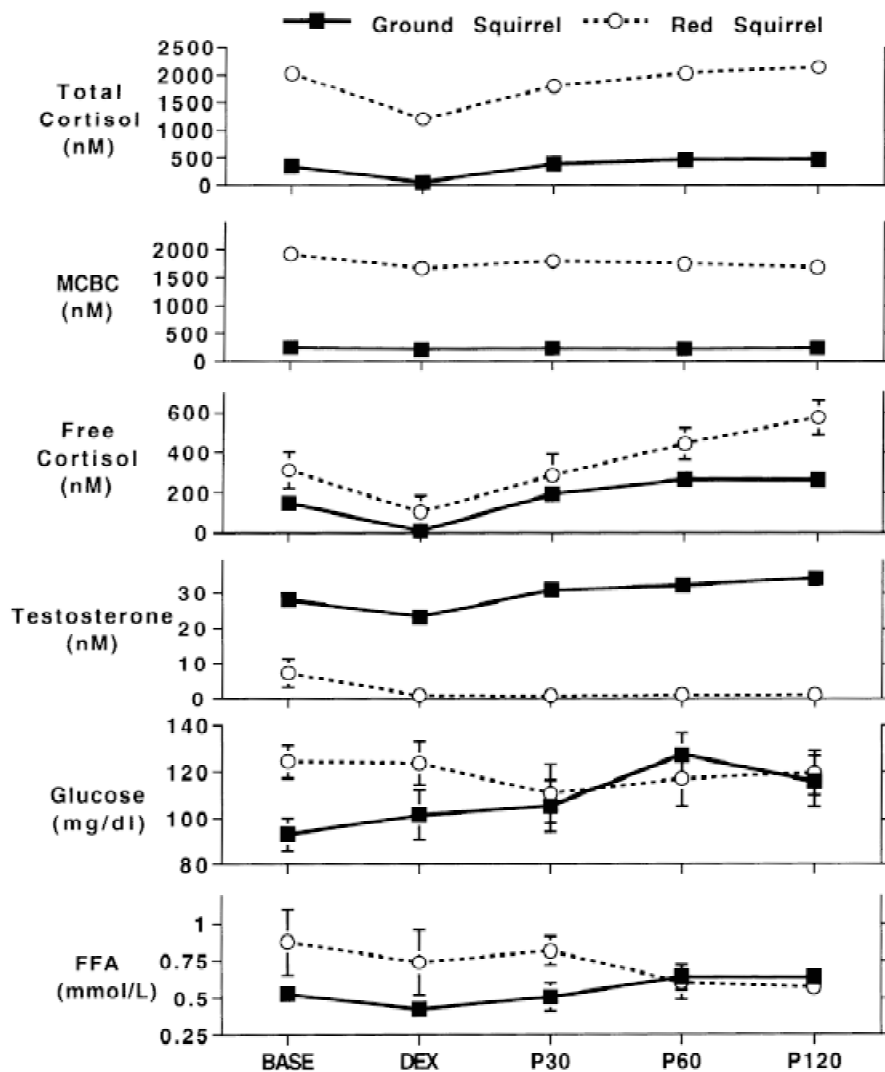 Ground Squirrel Red Squirrel
2500
2000
1500
1000
500
0
Total
Cortisol
(nM)
2000
1500
1000
500
0
MCBC
(nM)
600
400
200
0
Free
Cortisol
(nM)
30
20
10
0
Testosterone
(nM)
140
120
100
80
Glucose
(mg/dl)
1
0.75
0.5
0.25
FFA
(mmol/L)
BASE DEX P30 P60 P120